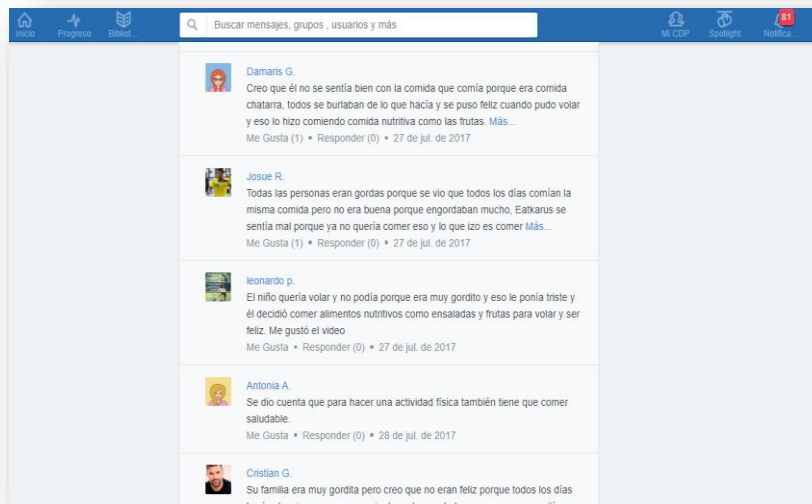 Inicio
Progreso
Bibliot...
Buscar mensajes, grupos , usuarios y más
Mi CDP
Spotlight
81
Notifica...
Damaris G.
Creo que él no se sentía bien con la comida que comía porque era comida
chatarra, todos se burlaban de lo que hacía y se puso feliz cuando pudo volar
y eso lo hizo comiendo comida nutritiva como las frutas. Más...
Me Gusta (1) • Responder (0) • 27 de jul. de 2017
Josue R.
Todas las personas eran gordas porque se vio que todos los días comían la
misma comida pero no era buena porque engordaban mucho, Eatkarus se
sentía mal porque ya no quería comer eso y lo que izo es comer Más...
Me Gusta (1) • Responder (0) • 27 de jul. de 2017
leonardo p.
El niño quería volar y no podía porque era muy gordito y eso le ponía triste y
él decidió comer alimentos nutritivos como ensaladas y frutas para volar y ser
feliz. Me gustó el video
Me Gusta • Responder (0) • 27 de jul. de 2017
Antonia A.
Se dio cuenta que para hacer una actividad física también tiene que comer
saludable.
Me Gusta • Responder (0) • 28 de jul. de 2017
Cristian G.
Su familia era muy gordita pero creo que no eran feliz porque todos los días